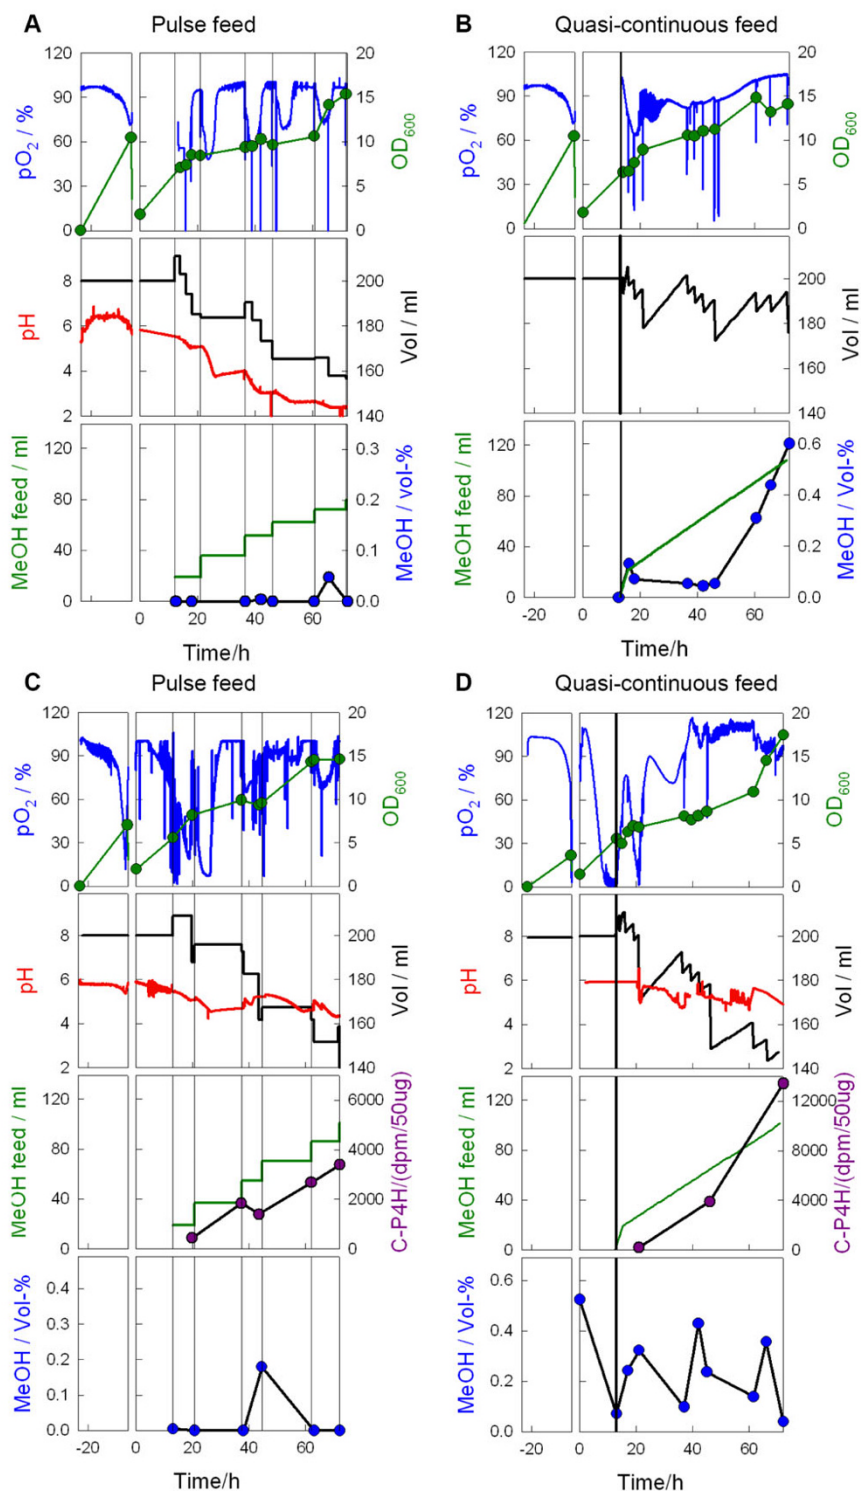 A Pulse feed
B Quasi-continuous feed
120 20
90 15
60 10
30 5
0 0
pO2 / %
OD600
120 20
90 15
60 10
30 5
0 0
pO2 / %
OD600
8 200
6 180
4 160
2 140
pH
Vol / ml
200
180
160
140
Vol / ml
120 0.3
80 0.2
40 0.1
0 0.0
MeOH feed / ml
MeOH / vol-%
-20 0 20 40 60
Time/h
120 0.6
80 0.4
40 0.2
0 0.0
MeOH feed / ml
MeOH / Vol-%
-20 0 20 40 60
Time/h
C Pulse feed
D Quasi-continuous feed
120 20
90 15
60 10
30 5
0 0
pO2 / %
OD600
120 20
90 15
60 10
30 5
0 0
pO2 / %
OD600
8 200
6 180
4 160
2 140
pH
Vol / ml
8 200
6 180
4 160
2 140
pH
Vol / ml
120 6000
80 4000
40 2000
0 0
MeOH feed / ml
C-P4H/(dpm/50ug)
120 12000
80 8000
40 4000
0 0
MeOH feed / ml
C-P4H/(dpm/50ug)
0.4
0.3
0.2
0.1
0.0
MeOH / Vol-%
-20 0 20 40 60
Time/h
0.6
0.4
0.2
0.0
MeOH / Vol-%
-20 0 20 40 60
Time/h